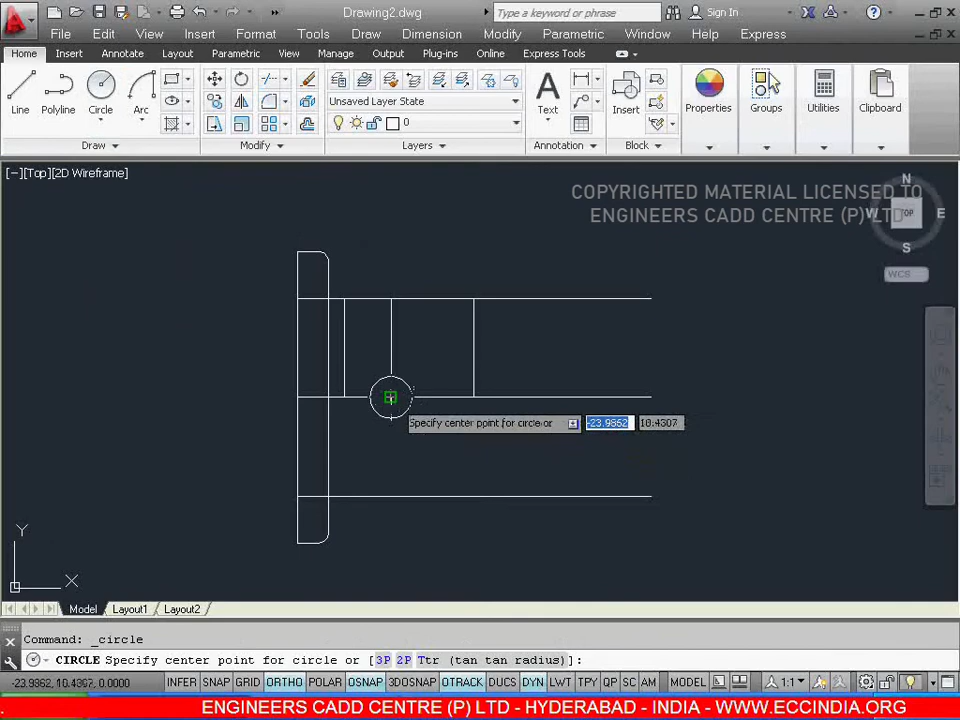 Drawing2.dwg
Type a keyword or phrase
Sign In
File Edit View Insert Format Tools Draw Dimension Modify Parametric Window Help Express
Home Insert Annotate Layout Parametric View Manage Output Plug-ins Online Express Tools
Unsaved Layer State
Line Polyline Circle Arc Text Insert Properties Groups Utilities Clipboard
0
Draw Modify Layers Annotation Block
[−][Top][2D Wireframe]
COPYRIGHTED MATERIAL LICENSED TO
ENGINEERS CADD CENTRE (P) LTD
N
W TOP E
S
WCS
Specify center point for circle or -23.9862 10.4307
Y
X
Model Layout1 Layout2
Command: _circle
CIRCLE Specify center point for circle or [3P 2P Ttr (tan tan radius)]:
-23.9862, 10.4307, 0.0000 INFER SNAP GRID ORTHO POLAR OSNAP 3DOSNAP OTRACK DUCS DYN LWT TPY QP SC AM MODEL 1:1
ENGINEERS CADD CENTRE (P) LTD - HYDERABAD - INDIA - WWW.ECCINDIA.ORG